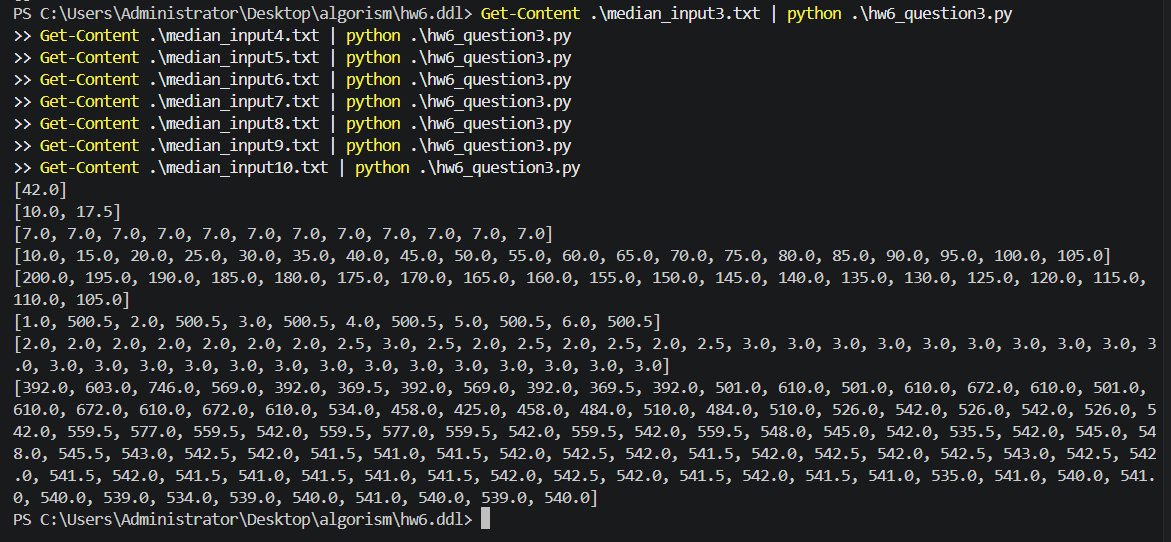 PS C:\Users\Administrator\Desktop\algorism\hw6.ddl> Get-Content .\median_input3.txt | python .\hw6_question3.py
>> Get-Content .\median_input4.txt | python .\hw6_question3.py
>> Get-Content .\median_input5.txt | python .\hw6_question3.py
>> Get-Content .\median_input6.txt | python .\hw6_question3.py
>> Get-Content .\median_input7.txt | python .\hw6_question3.py
>> Get-Content .\median_input8.txt | python .\hw6_question3.py
>> Get-Content .\median_input9.txt | python .\hw6_question3.py
>> Get-Content .\median_input10.txt | python .\hw6_question3.py
[42.0]
[10.0, 17.5]
[7.0, 7.0, 7.0, 7.0, 7.0, 7.0, 7.0, 7.0, 7.0, 7.0, 7.0, 7.0]
[10.0, 15.0, 20.0, 25.0, 30.0, 35.0, 40.0, 45.0, 50.0, 55.0, 60.0, 65.0, 70.0, 75.0, 80.0, 85.0, 90.0, 95.0, 100.0, 105.0]
[200.0, 195.0, 190.0, 185.0, 180.0, 175.0, 170.0, 165.0, 160.0, 155.0, 150.0, 145.0, 140.0, 135.0, 130.0, 125.0, 120.0, 115.0,
110.0, 105.0]
[1.0, 500.5, 2.0, 500.5, 3.0, 500.5, 4.0, 500.5, 5.0, 500.5, 6.0, 500.5]
[2.0, 2.0, 2.0, 2.0, 2.0, 2.0, 2.0, 2.5, 3.0, 2.5, 2.0, 2.5, 2.0, 2.5, 2.0, 2.5, 3.0, 3.0, 3.0, 3.0, 3.0, 3.0, 3.0, 3.0, 3.0, 3
.0, 3.0, 3.0, 3.0, 3.0, 3.0, 3.0, 3.0, 3.0, 3.0, 3.0, 3.0, 3.0, 3.0, 3.0]
[392.0, 603.0, 746.0, 569.0, 392.0, 369.5, 392.0, 569.0, 392.0, 369.5, 392.0, 501.0, 610.0, 501.0, 610.0, 672.0, 610.0, 501.0,
610.0, 672.0, 610.0, 672.0, 610.0, 534.0, 458.0, 425.0, 458.0, 484.0, 510.0, 484.0, 510.0, 526.0, 542.0, 526.0, 542.0, 526.0, 5
42.0, 559.5, 577.0, 559.5, 542.0, 559.5, 577.0, 559.5, 542.0, 559.5, 542.0, 559.5, 548.0, 545.0, 542.0, 535.5, 542.0, 545.0, 54
8.0, 545.5, 543.0, 542.5, 542.0, 541.5, 541.0, 541.5, 542.0, 542.5, 542.0, 541.5, 542.0, 542.5, 542.0, 542.5, 543.0, 542.5, 542
.0, 541.5, 542.0, 541.5, 541.0, 541.5, 541.0, 541.5, 542.0, 542.5, 542.0, 541.5, 542.0, 541.5, 541.0, 535.0, 541.0, 540.0, 541.
0, 540.0, 539.0, 534.0, 539.0, 540.0, 541.0, 540.0, 539.0, 540.0]
PS C:\Users\Administrator\Desktop\algorism\hw6.ddl>